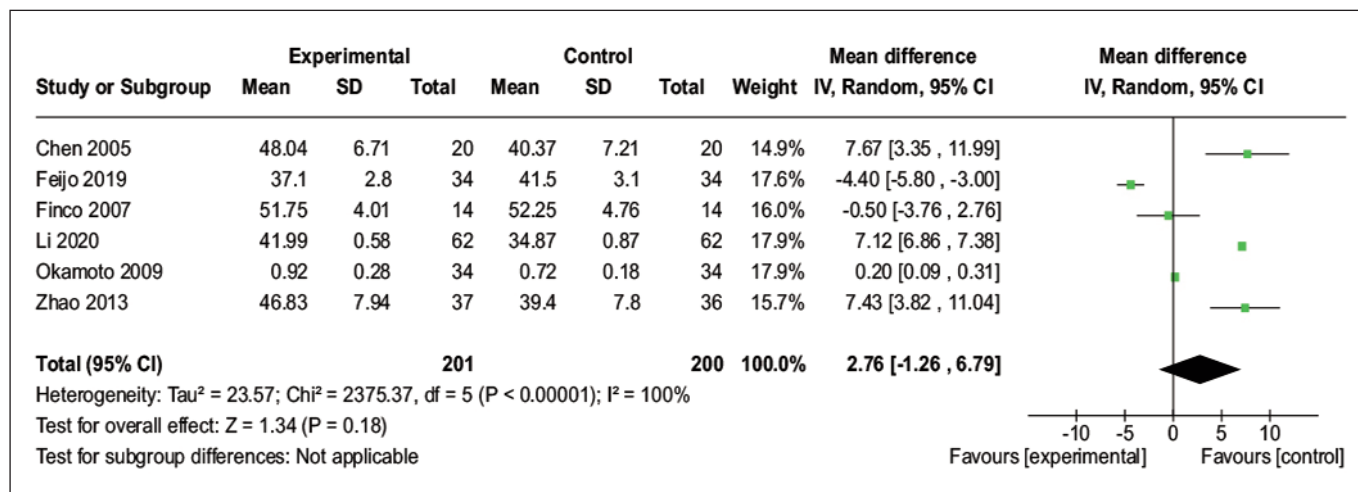 Experimental Control Mean difference Mean difference
Study or Subgroup Mean SD Total Mean SD Total Weight IV, Random, 95% CI IV, Random, 95% CI
Chen 2005 48.04 6.71 20 40.37 7.21 20 14.9% 7.67 [3.35 , 11.99]
Feijo 2019 37.1 2.8 34 41.5 3.1 34 17.6% -4.40 [-5.80 , -3.00]
Finco 2007 51.75 4.01 14 52.25 4.76 14 16.0% -0.50 [-3.76 , 2.76]
Li 2020 41.99 0.58 62 34.87 0.87 62 17.9% 7.12 [6.86 , 7.38]
Okamoto 2009 0.92 0.28 34 0.72 0.18 34 17.9% 0.20 [0.09 , 0.31]
Zhao 2013 46.83 7.94 37 39.4 7.8 36 15.7% 7.43 [3.82 , 11.04]
Total (95% CI) 201 200 100.0% 2.76 [-1.26 , 6.79]
Heterogeneity: Tau² = 23.57; Chi² = 2375.37, df = 5 (P < 0.00001); I² = 100%
Test for overall effect: Z = 1.34 (P = 0.18)
-10 -5 0 5 10
Test for subgroup differences: Not applicable
Favours [experimental] Favours [control]